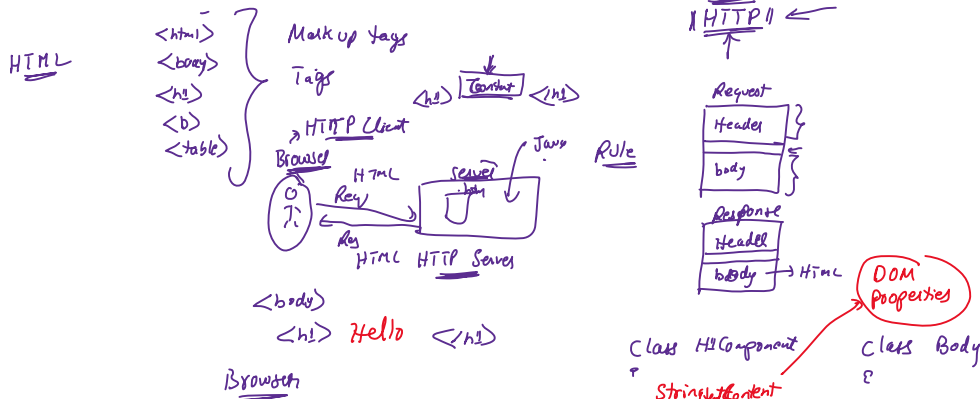 HTML
<html>
<body>
<h1>
<b>
<table>
Markup tags
Tags
<h1> Constant </h1>
HTTP Client
Browser
HTML
Req
Res
HTML HTTP Server
Server
Java
RULE
<body>
<h1> Hello </h1>
Browser
"HTTP"
Request
Header
body
Response
Header
body → HTML
DOM
Properties
Class H1Component
{
Class Body
{